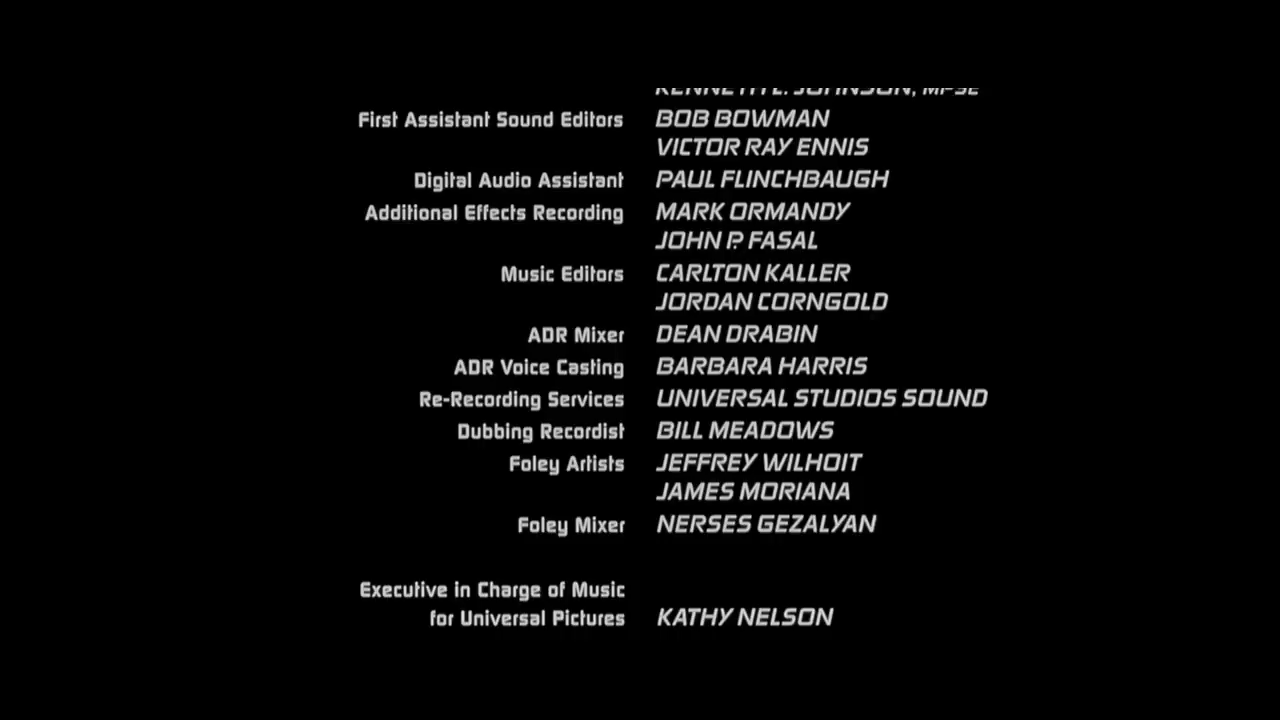 KENNETH L. JOHNSON, MPSE
First Assistant Sound Editors BOB BOWMAN
VICTOR RAY ENNIS
Digital Audio Assistant PAUL FLINCHBAUGH
Additional Effects Recording MARK ORMANDY
JOHN P. FASAL
Music Editors CARLTON KALLER
JORDAN CORNGOLD
ADR Mixer DEAN DRABIN
ADR Voice Casting BARBARA HARRIS
Re-Recording Services UNIVERSAL STUDIOS SOUND
Dubbing Recordist BILL MEADOWS
Foley Artists JEFFREY WILHOIT
JAMES MORIANA
Foley Mixer NERSES GEZALYAN
Executive in Charge of Music
for Universal Pictures KATHY NELSON